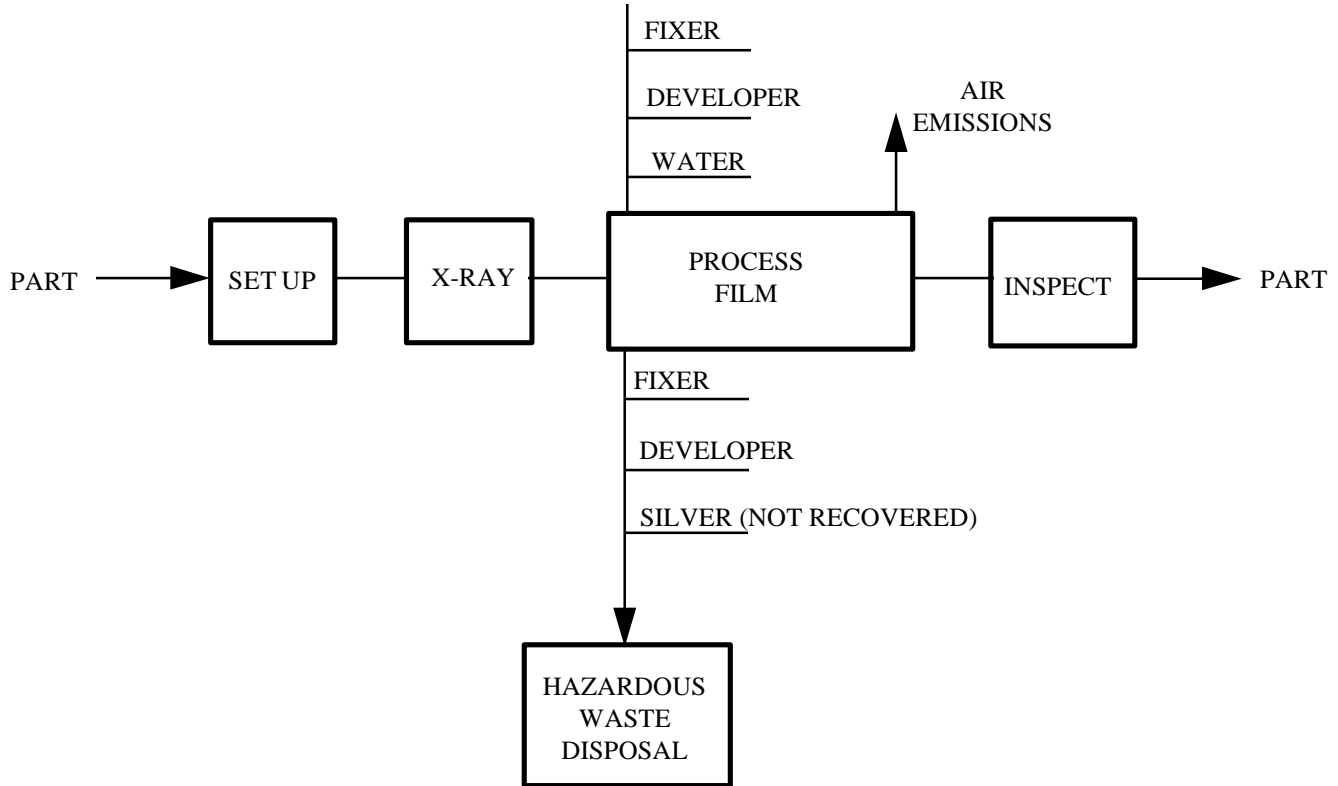 FIXER
DEVELOPER
WATER
AIR
EMISSIONS
PART
SET UP
X-RAY
PROCESS
FILM
INSPECT
PART
FIXER
DEVELOPER
SILVER (NOT RECOVERED)
HAZARDOUS
WASTE
DISPOSAL